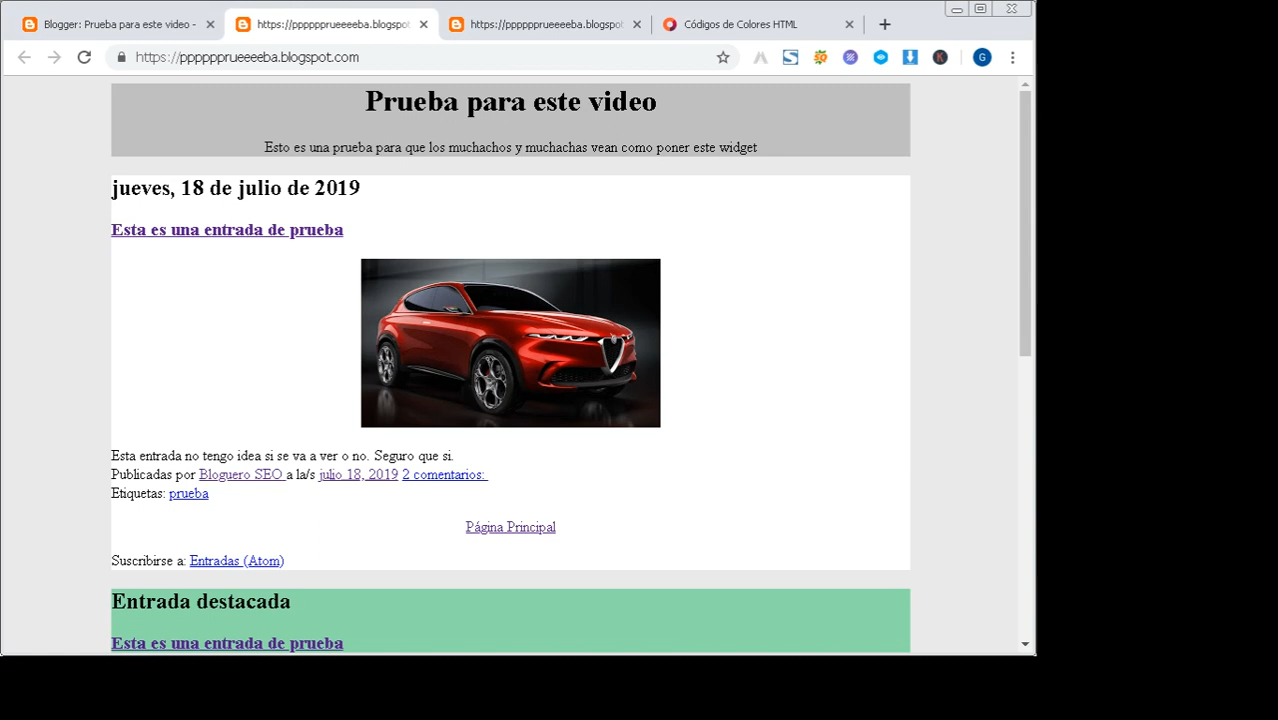 Blogger: Prueba para este video -
https://ppppppprueeeeba.blogspot
https://ppppppprueeeeba.blogspot
Códigos de Colores HTML
https://ppppppprueeeeba.blogspot.com
G
Prueba para este video
Esto es una prueba para que los muchachos y muchachas vean como poner este widget
jueves, 18 de julio de 2019
Esta es una entrada de prueba
Esta entrada no tengo idea si se va a ver o no. Seguro que si.
Publicadas por Bloguero SEO a la/s julio 18, 2019 2 comentarios:
Etiquetas: prueba
Página Principal
Suscribirse a: Entradas (Atom)
Entrada destacada
Esta es una entrada de prueba